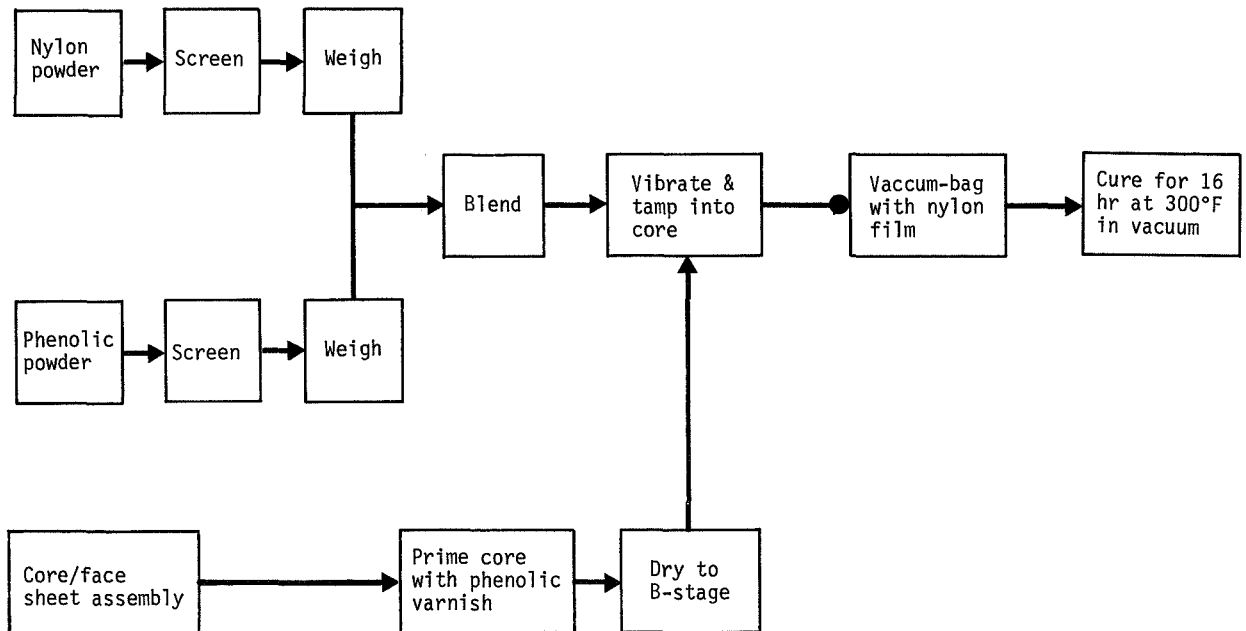 Nylon
powder
Screen
Weigh
Blend
Vibrate &
tamp into
core
Vaccum-bag
with nylon
film
Cure for 16
hr at 300°F
in vacuum
Phenolic
powder
Screen
Weigh
Core/face
sheet assembly
Prime core
with phenolic
varnish
Dry to
B-stage